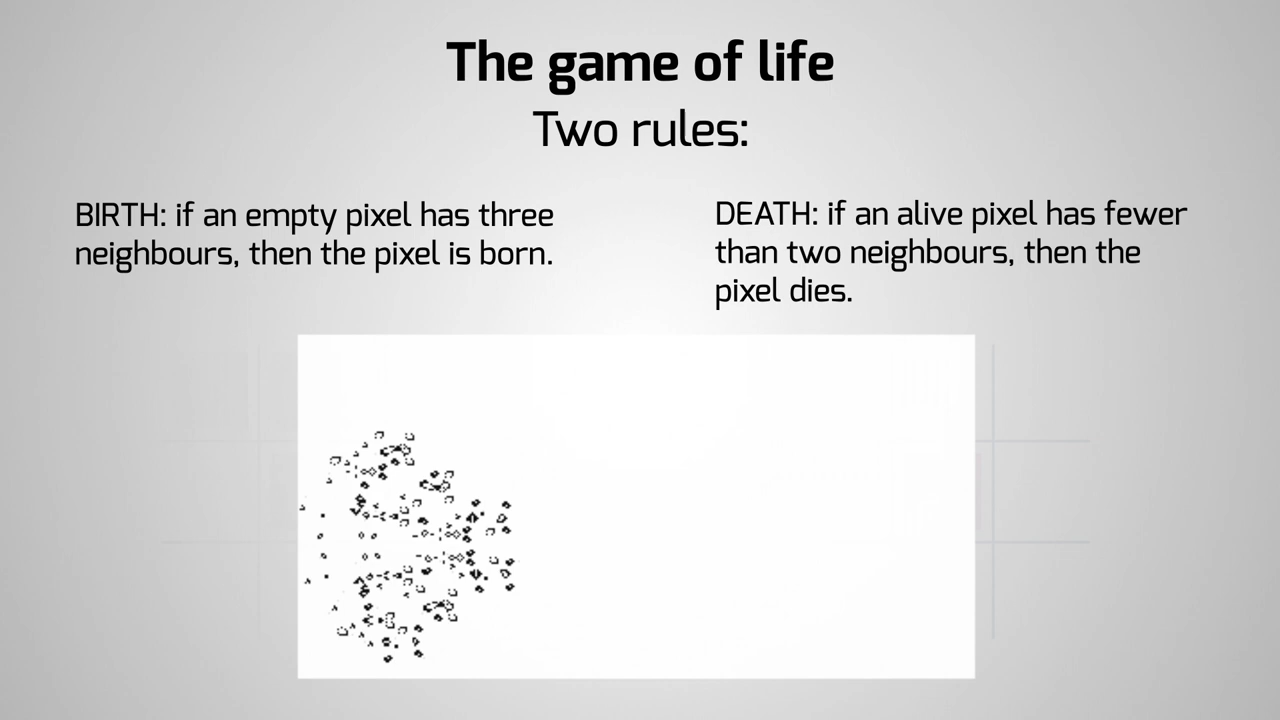 The game of life
Two rules:
BIRTH: if an empty pixel has three
neighbours, then the pixel is born.
DEATH: if an alive pixel has fewer
than two neighbours, then the
pixel dies.